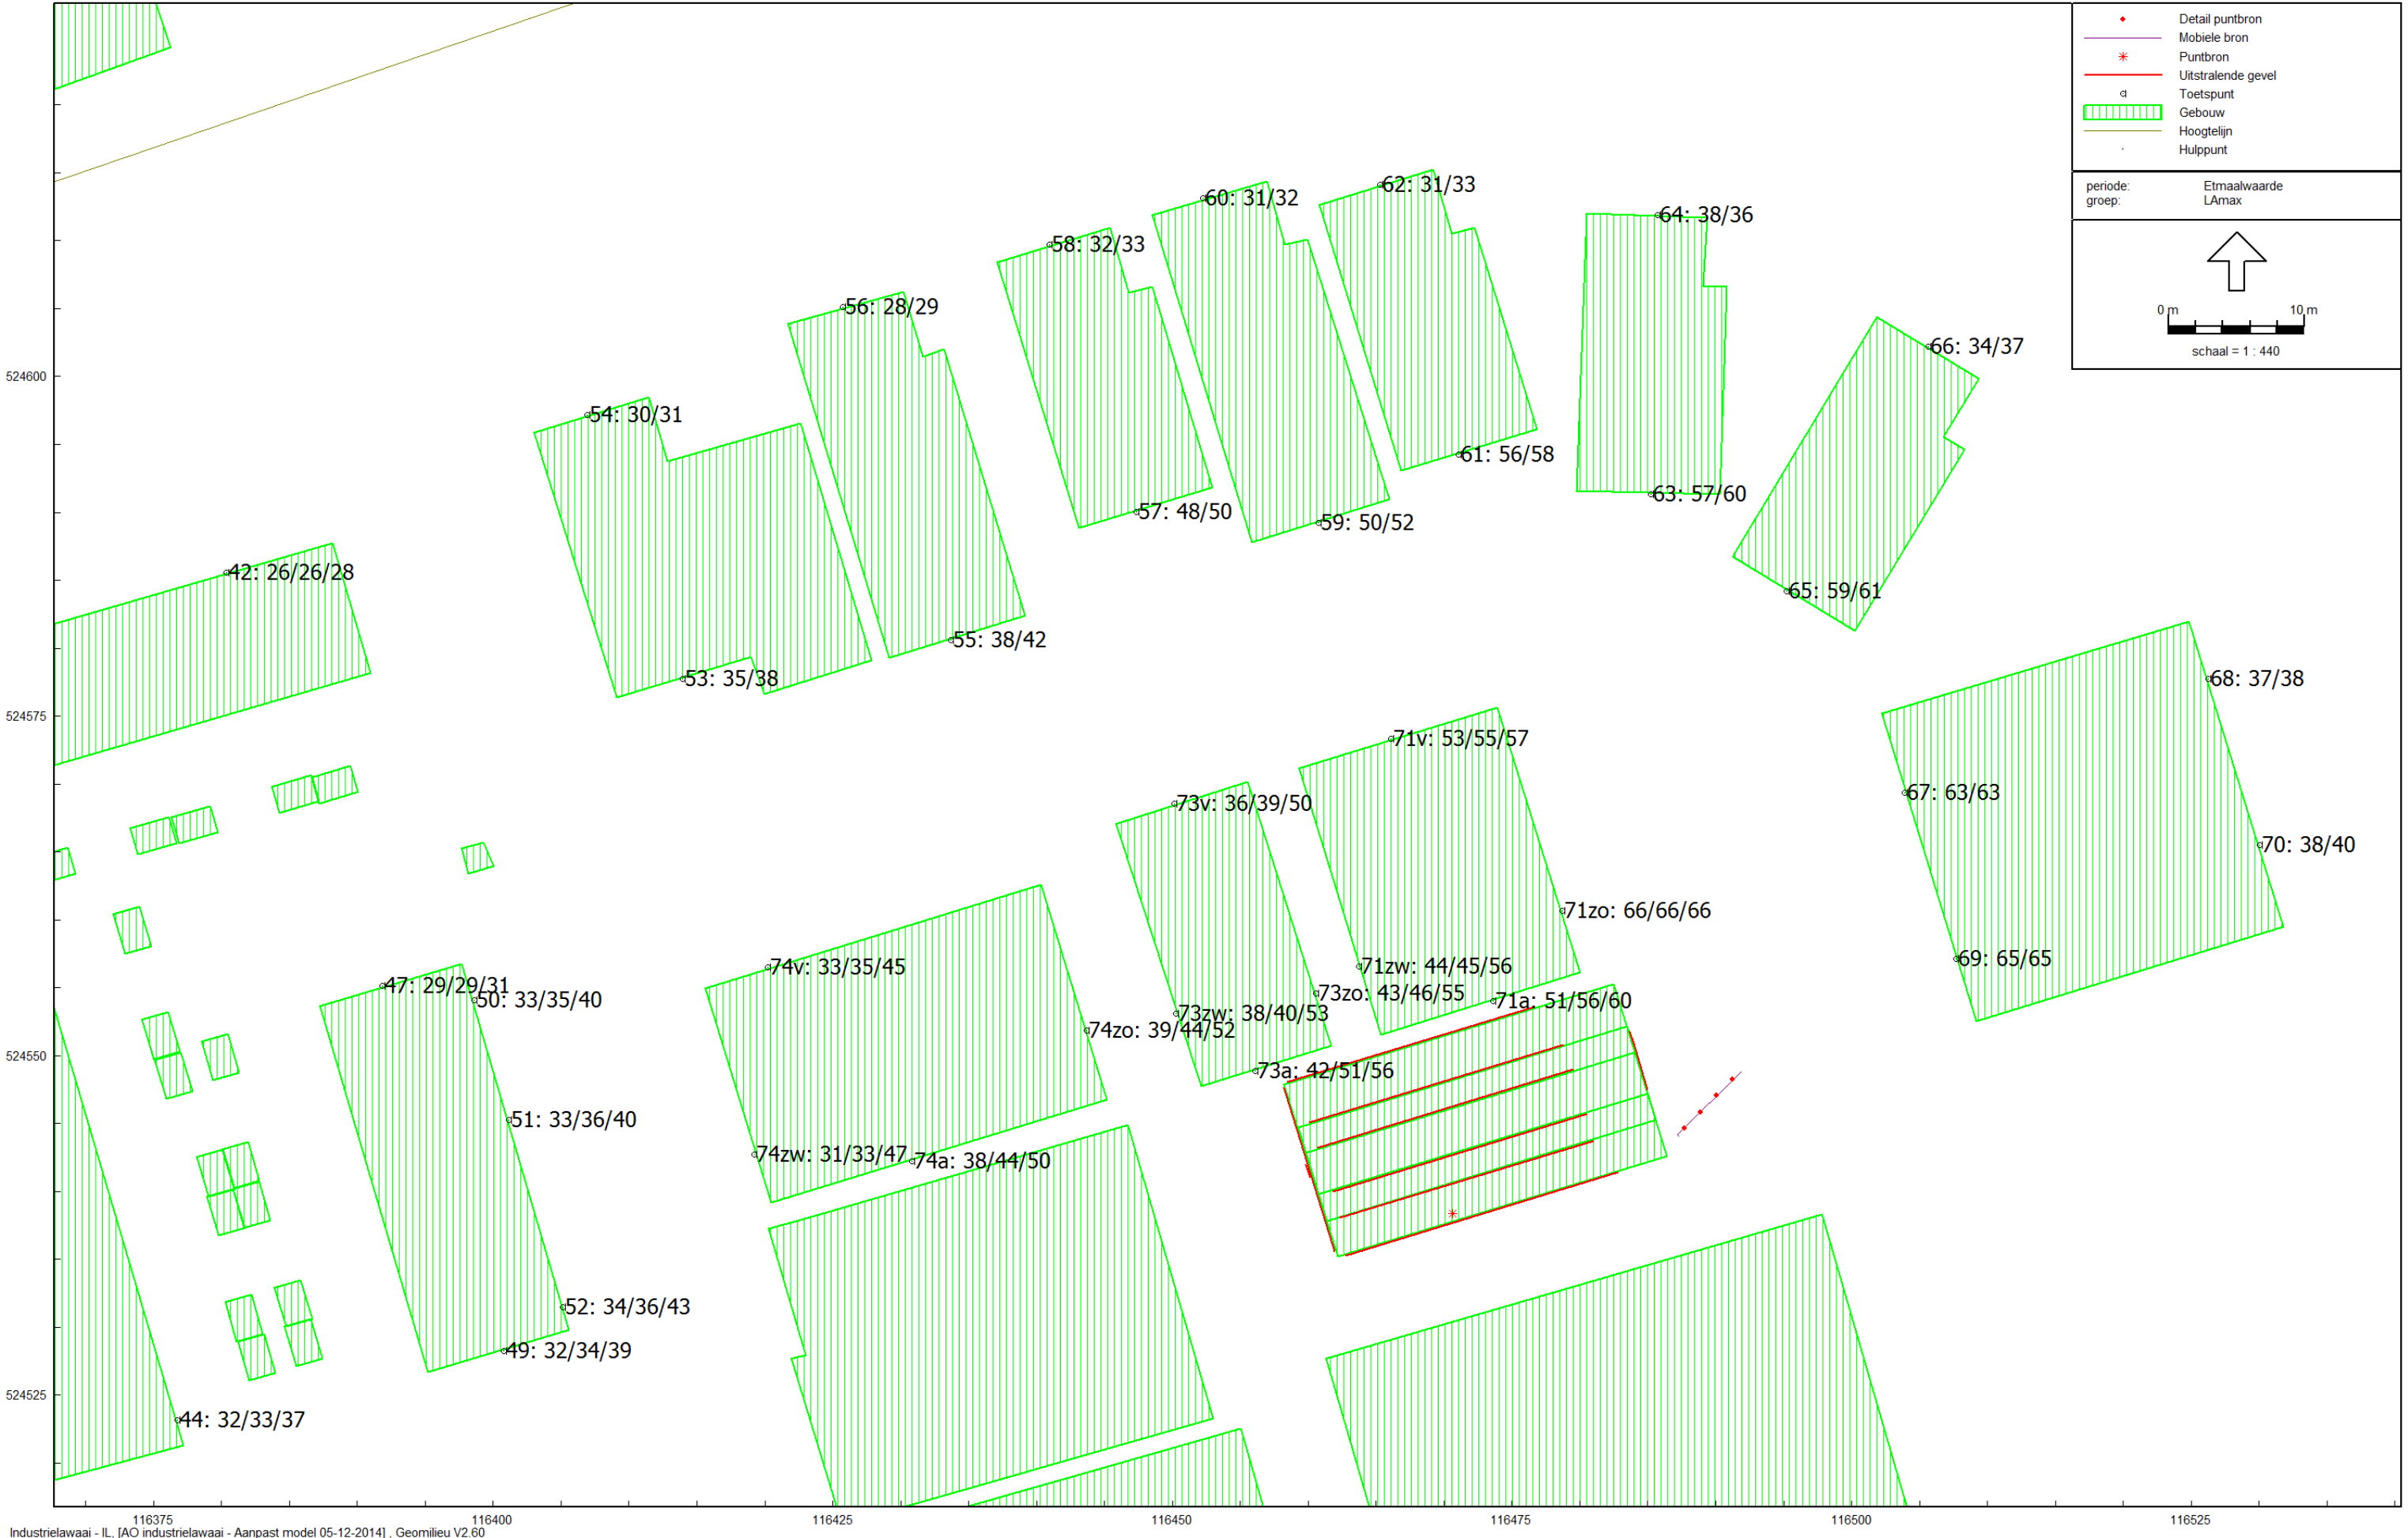 Detail puntbron
Mobiele bron
Puntbron
Uitstralende gevel
Toetspunt
Gebouw
Hoogtelijn
Hulppunt
periode: Etmaalwaarde
groep: LAmax
0 m 10 m
schaal = 1 : 440
62: 31/33
60: 31/32
64: 38/36
58: 32/33
56: 28/29
66: 34/37
524600
54: 30/31
61: 56/58
63: 57/60
57: 48/50
59: 50/52
42: 26/26/28
65: 59/61
55: 38/42
53: 35/38
68: 37/38
524575
71v: 53/55/57
67: 63/63
73v: 36/39/50
70: 38/40
71zo: 66/66/66
69: 65/65
74v: 33/35/45
71zw: 44/45/56
47: 29/29/31
73zo: 43/46/55
50: 33/35/40
71a: 51/56/60
73zw: 38/40/53
74zo: 39/44/52
524550
73a: 42/51/56
51: 33/36/40
74zw: 31/33/47
74a: 38/44/50
52: 34/36/43
49: 32/34/39
524525
44: 32/33/37
116375 116400 116425 116450 116475 116500 116525
Industrielawaai - IL, [AO industrielawaai - Aanpast model 05-12-2014] , Geomilieu V2.60